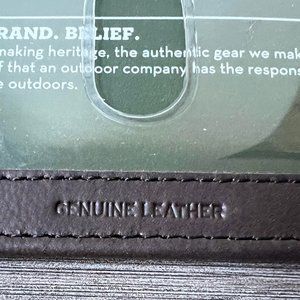 RAND. BELIEF.
making heritage, the authentic gear we mak
f that an outdoor company has the respons
e outdoors.
GENUINE LEATHER